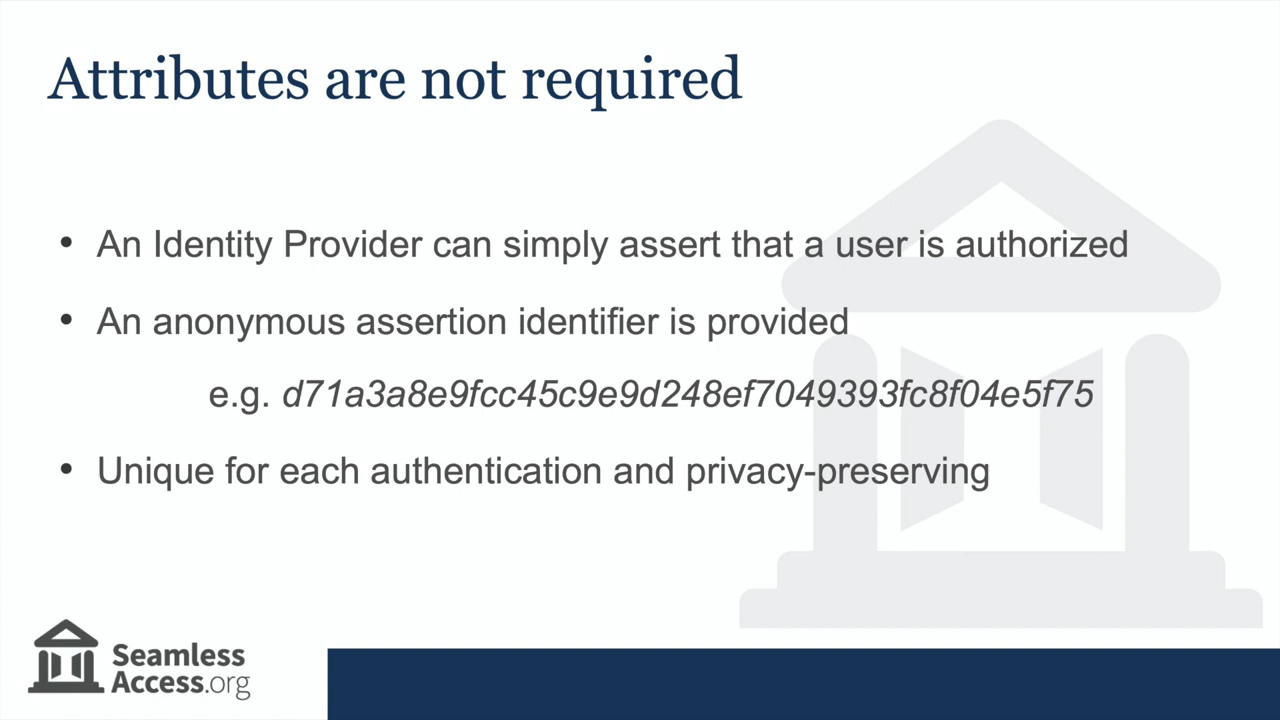 Attributes are not required
• An Identity Provider can simply assert that a user is authorized
• An anonymous assertion identifier is provided
e.g. d71a3a8e9fcc45c9e9d248ef7049393fc8f04e5f75
• Unique for each authentication and privacy-preserving
Seamless
Access.org